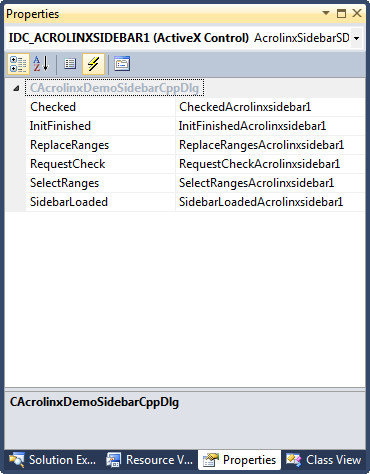 Properties
IDC_ACROLINXSIDEBAR1 (ActiveX Control) AcrolinxSidebarSD
CAcrolinxDemoSidebarCppDlg
Checked CheckedAcrolinxsidebar1
InitFinished InitFinishedAcrolinxsidebar1
ReplaceRanges ReplaceRangesAcrolinxsidebar1
RequestCheck RequestCheckAcrolinxsidebar1
SelectRanges SelectRangesAcrolinxsidebar1
SidebarLoaded SidebarLoadedAcrolinxsidebar1
CAcrolinxDemoSidebarCppDlg
Solution Ex... Resource V... Properties Class View